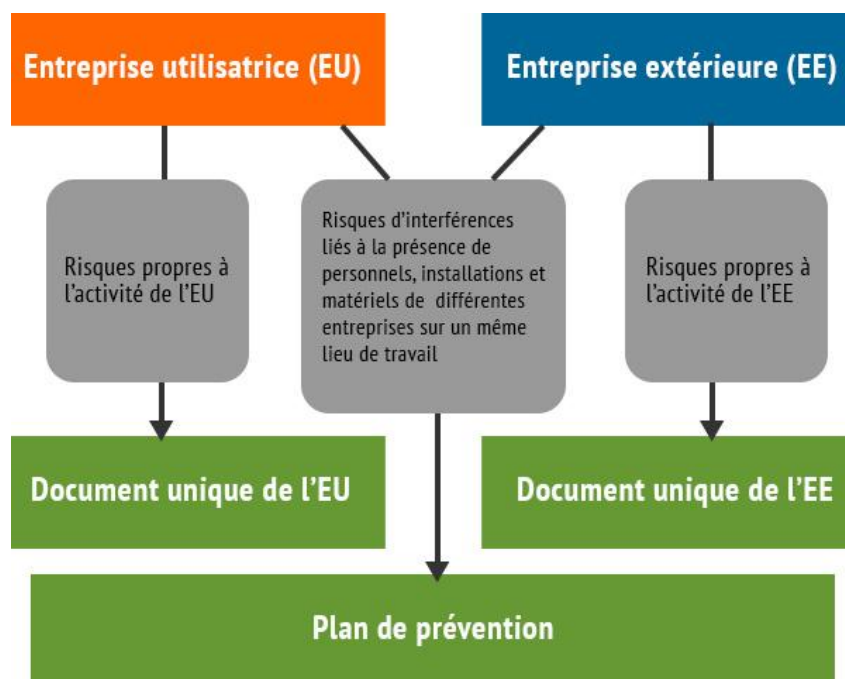 Entreprise utilisatrice (EU)
Entreprise extérieure (EE)
Risques propres à
l'activité de l'EU
Risques d'interférences
liés à la présence de
personnels, installations et
matériels de différentes
entreprises sur un même
lieu de travail
Risques propres à
l'activité de l'EE
Document unique de l'EU
Document unique de l'EE
Plan de prévention